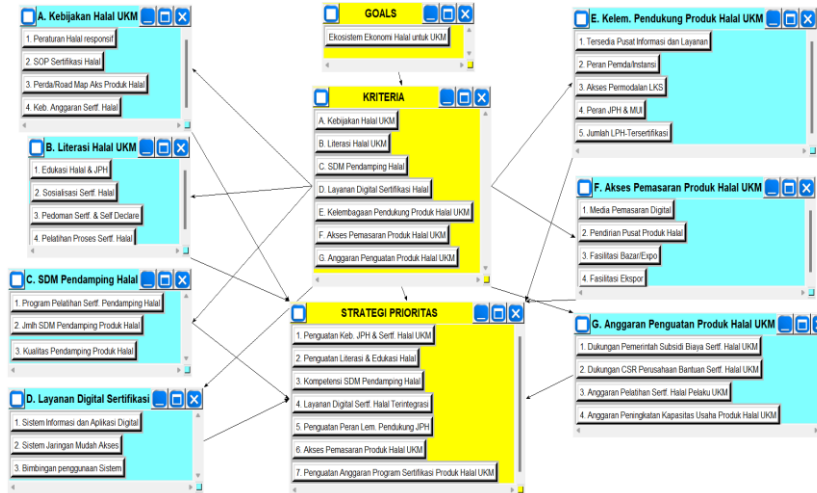 A. Kebijakan Halal UKM
1. Peraturan Halal responsif
2. SOP Sertifikasi Halal
3. Perda/Road Map Aks Produk Halal
4. Keb. Anggaran Sertf. Halal
B. Literasi Halal UKM
1. Edukasi Halal & JPH
2. Sosialisasi Sertf. Halal
3. Pedoman Sertf. & Self Declare
4. Pelatihan Proses Sertf. Halal
C. SDM Pendamping Halal
1. Program Pelatihan Sertf. Pendamping Halal
2. Jmlh SDM Pendamping Produk Halal
3. Kualitas Pendamping Produk Halal
D. Layanan Digital Sertifikasi
1. Sistem Informasi dan Aplikasi Digital
2. Sistem Jaringan Mudah Akses
3. Bimbingan penggunaan Sistem
GOALS
Ekosistem Ekonomi Halal untuk UKM
KRITERIA
A. Kebijakan Halal UKM
B. Literasi Halal UKM
C. SDM Pendamping Halal
D. Layanan Digital Sertifikasi Halal
E. Kelembagaan Pendukung Produk Halal UKM
F. Akses Pemasaran Produk Halal UKM
G. Anggaran Penguatan Produk Halal UKM
STRATEGI PRIORITAS
1. Penguatan Keb. JPH & Sertf. Halal UKM
2. Penguatan Literasi & Edukasi Halal
3. Kompetensi SDM Pendamping Halal
4. Layanan Digital Sertf. Halal Terintegrasi
5. Penguatan Peran Lem. Pendukung JPH
6. Akses Pemasaran Produk Halal UKM
7. Penguatan Anggaran Program Sertifikasi Produk Halal UKM
E. Kelem. Pendukung Produk Halal UKM
1. Tersedia Pusat Informasi dan Layanan
2. Peran Pemda/Instansi
3. Akses Permodalan LKS
4. Peran JPH & MUI
5. Jumlah LPH-Tersertifikasi
F. Akses Pemasaran Produk Halal UKM
1. Media Pemasaran Digital
2. Pendirian Pusat Produk Halal
3. Fasilitasi Bazar/Expo
4. Fasilitasi Ekspor
G. Anggaran Penguatan Produk Halal UKM
1. Dukungan Pemerintah Subsidi Biaya Sertf. Halal UKM
2. Dukungan CSR Perusahaan Bantuan Sertf. Halal UKM
3. Anggaran Pelatihan Sertf. Halal Pelaku UKM
4. Anggaran Peningkatan Kapasitas Usaha Produk Halal UKM